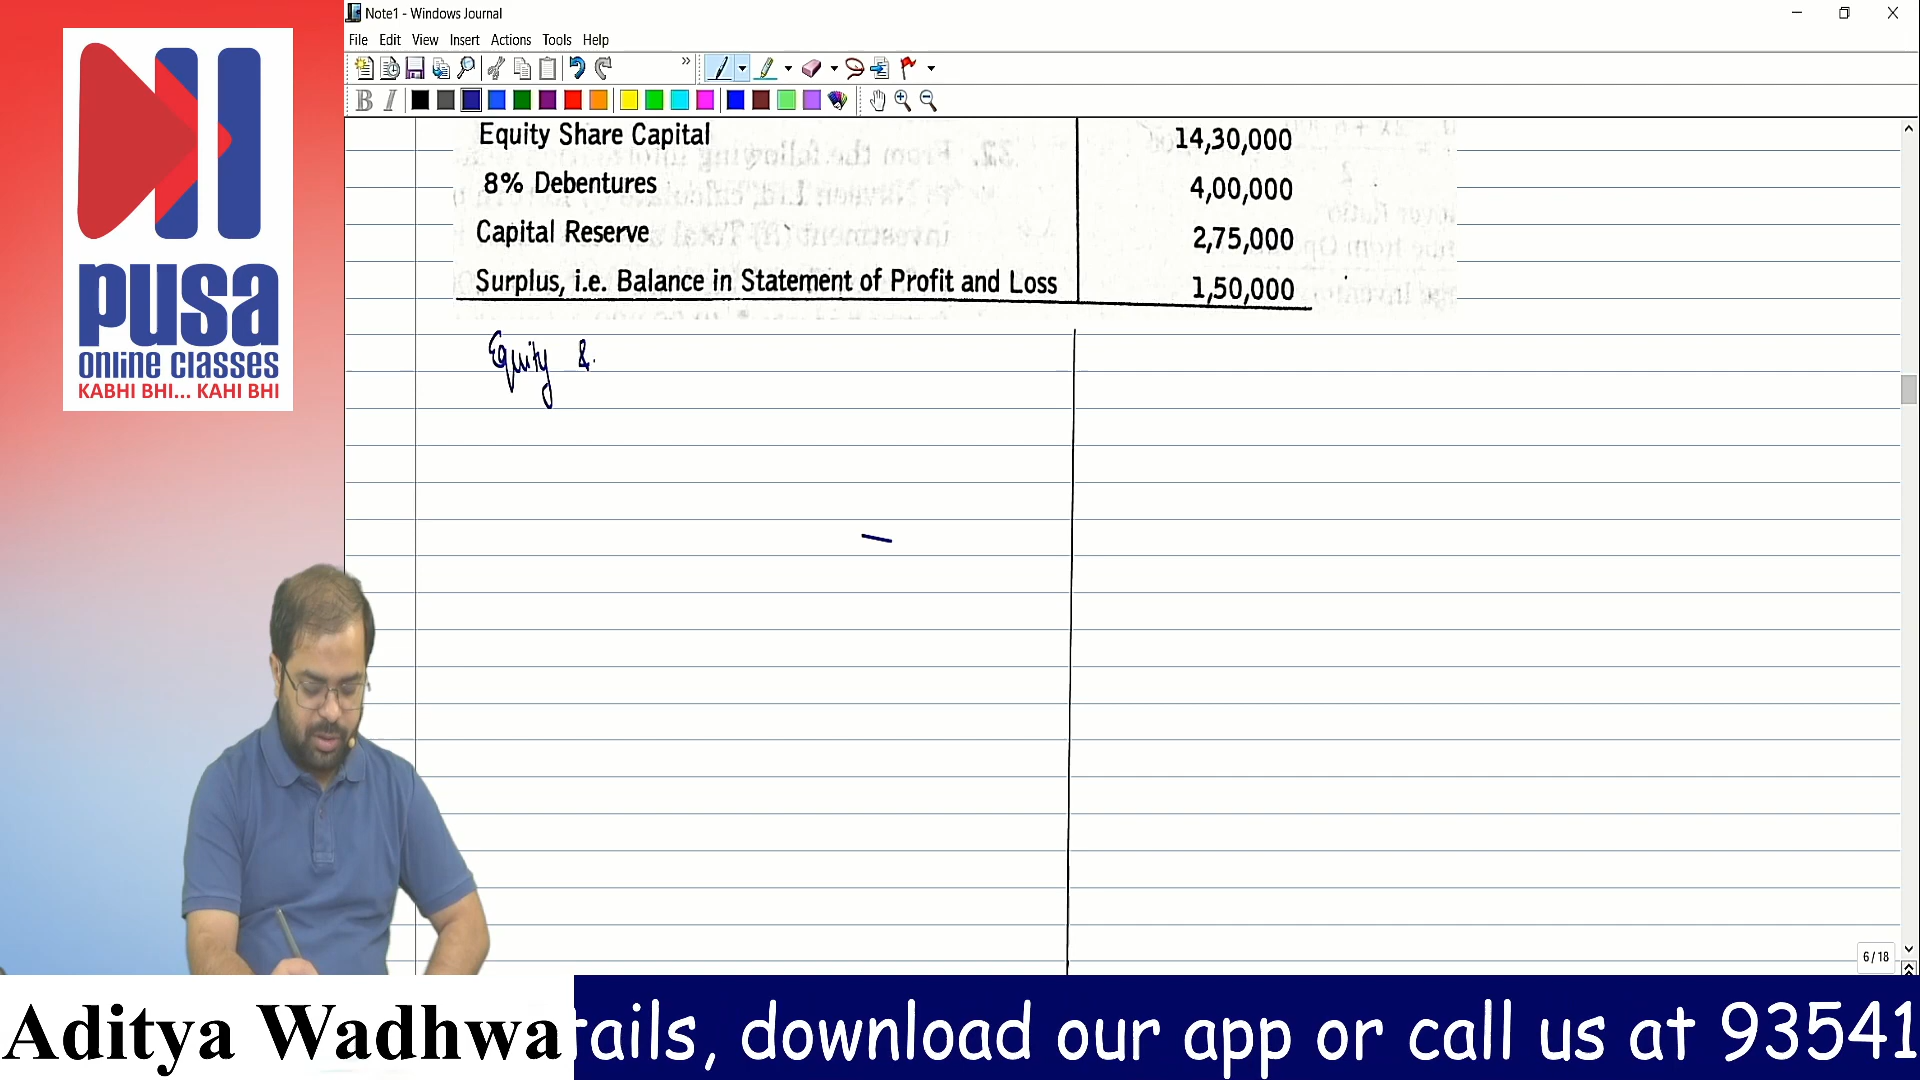 Note1 - Windows Journal
File Edit View Insert Actions Tools Help
B I
Equity Share Capital 14,30,000
8% Debentures 4,00,000
Capital Reserve 2,75,000
Surplus, i.e. Balance in Statement of Profit and Loss 1,50,000
Equity &
PUSA
ONLINE CLASSES
KABHI BHI... KAHI BHI
6 / 18
Aditya Wadhwa
tails, download our app or call us at 93541